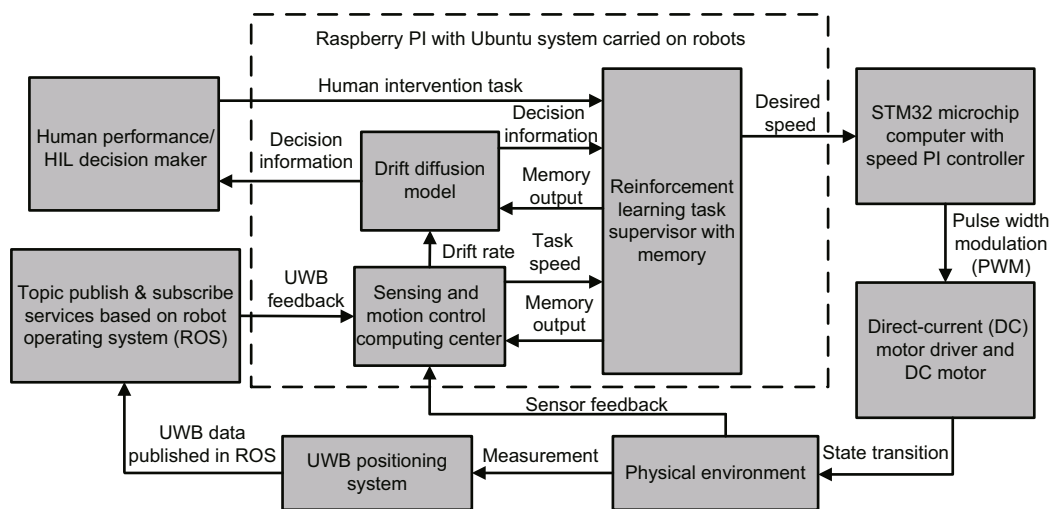 Raspberry PI with Ubuntu system carried on robots
Human intervention task
Human performance/
HIL decision maker
Decision
information
Drift diffusion
model
Decision
information
Memory
output
Reinforcement
learning task
supervisor with
memory
Desired
speed
STM32 microchip
computer with
speed PI controller
Pulse width
modulation
(PWM)
Drift rate
Task
speed
UWB
feedback
Topic publish & subscribe
services based on robot
operating system (ROS)
Sensing and
motion control
computing center
Memory
output
Direct-current (DC)
motor driver and
DC motor
Sensor feedback
UWB data
published in ROS
UWB positioning
system
Measurement
Physical environment
State transition